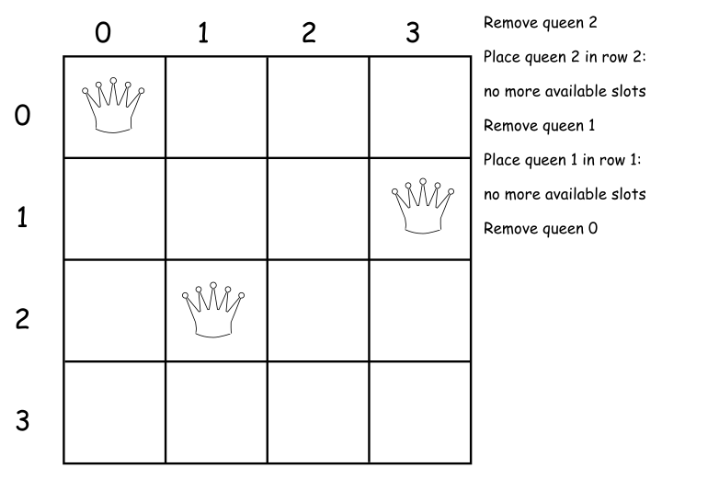 0 1 2 3
0
1
2
3
Remove queen 2
Place queen 2 in row 2:
no more available slots
Remove queen 1
Place queen 1 in row 1:
no more available slots
Remove queen 0